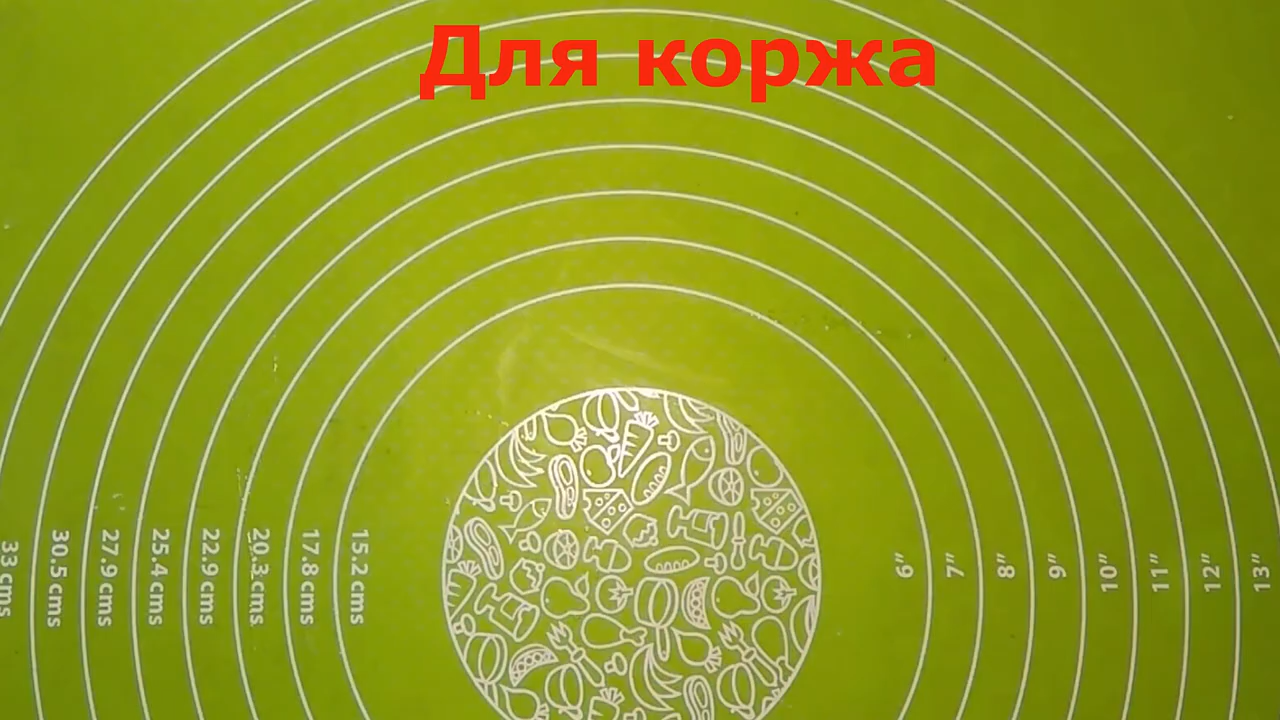 Для коржа
33 cms
30.5 cms
27.9 cms
25.4 cms
22.9 cms
20.3 cms
17.8 cms
15.2 cms
6″
7″
8″
9″
10″
11″
12″
13″